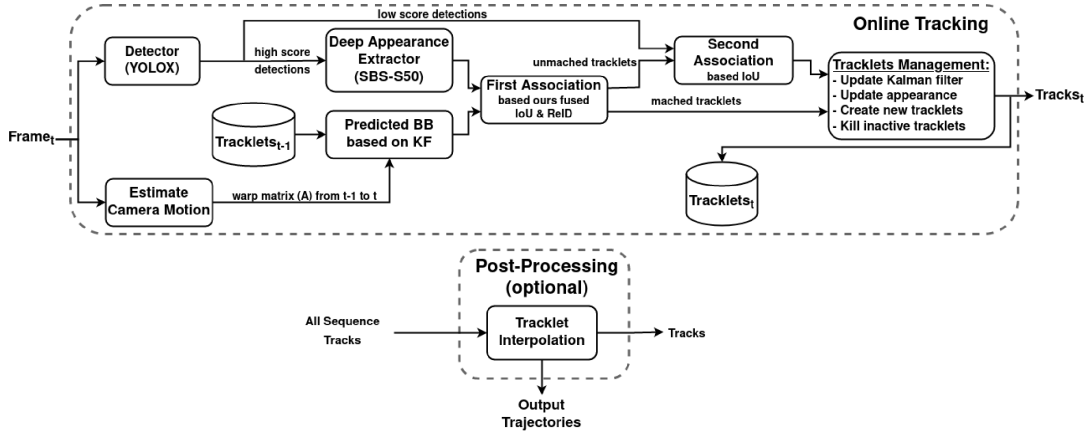 low score detections
Online Tracking
Detector
(YOLOX)
high score
detections
Deep Appearance
Extractor
(SBS-S50)
unmached tracklets
Second
Association
based IoU
Tracklets Management:
- Update Kalman filter
- Update appearance
- Create new tracklets
- Kill inactive tracklets
First Association
based ours fused
IoU & ReID
mached tracklets
Tracks_t
Frame_t
Tracklets_t-1
Predicted BB
based on KF
Estimate
Camera Motion
warp matrix (A) from t-1 to t
Tracklets_t
Post-Processing
(optional)
All Sequence
Tracks
Tracklet
Interpolation
Tracks
Output
Trajectories